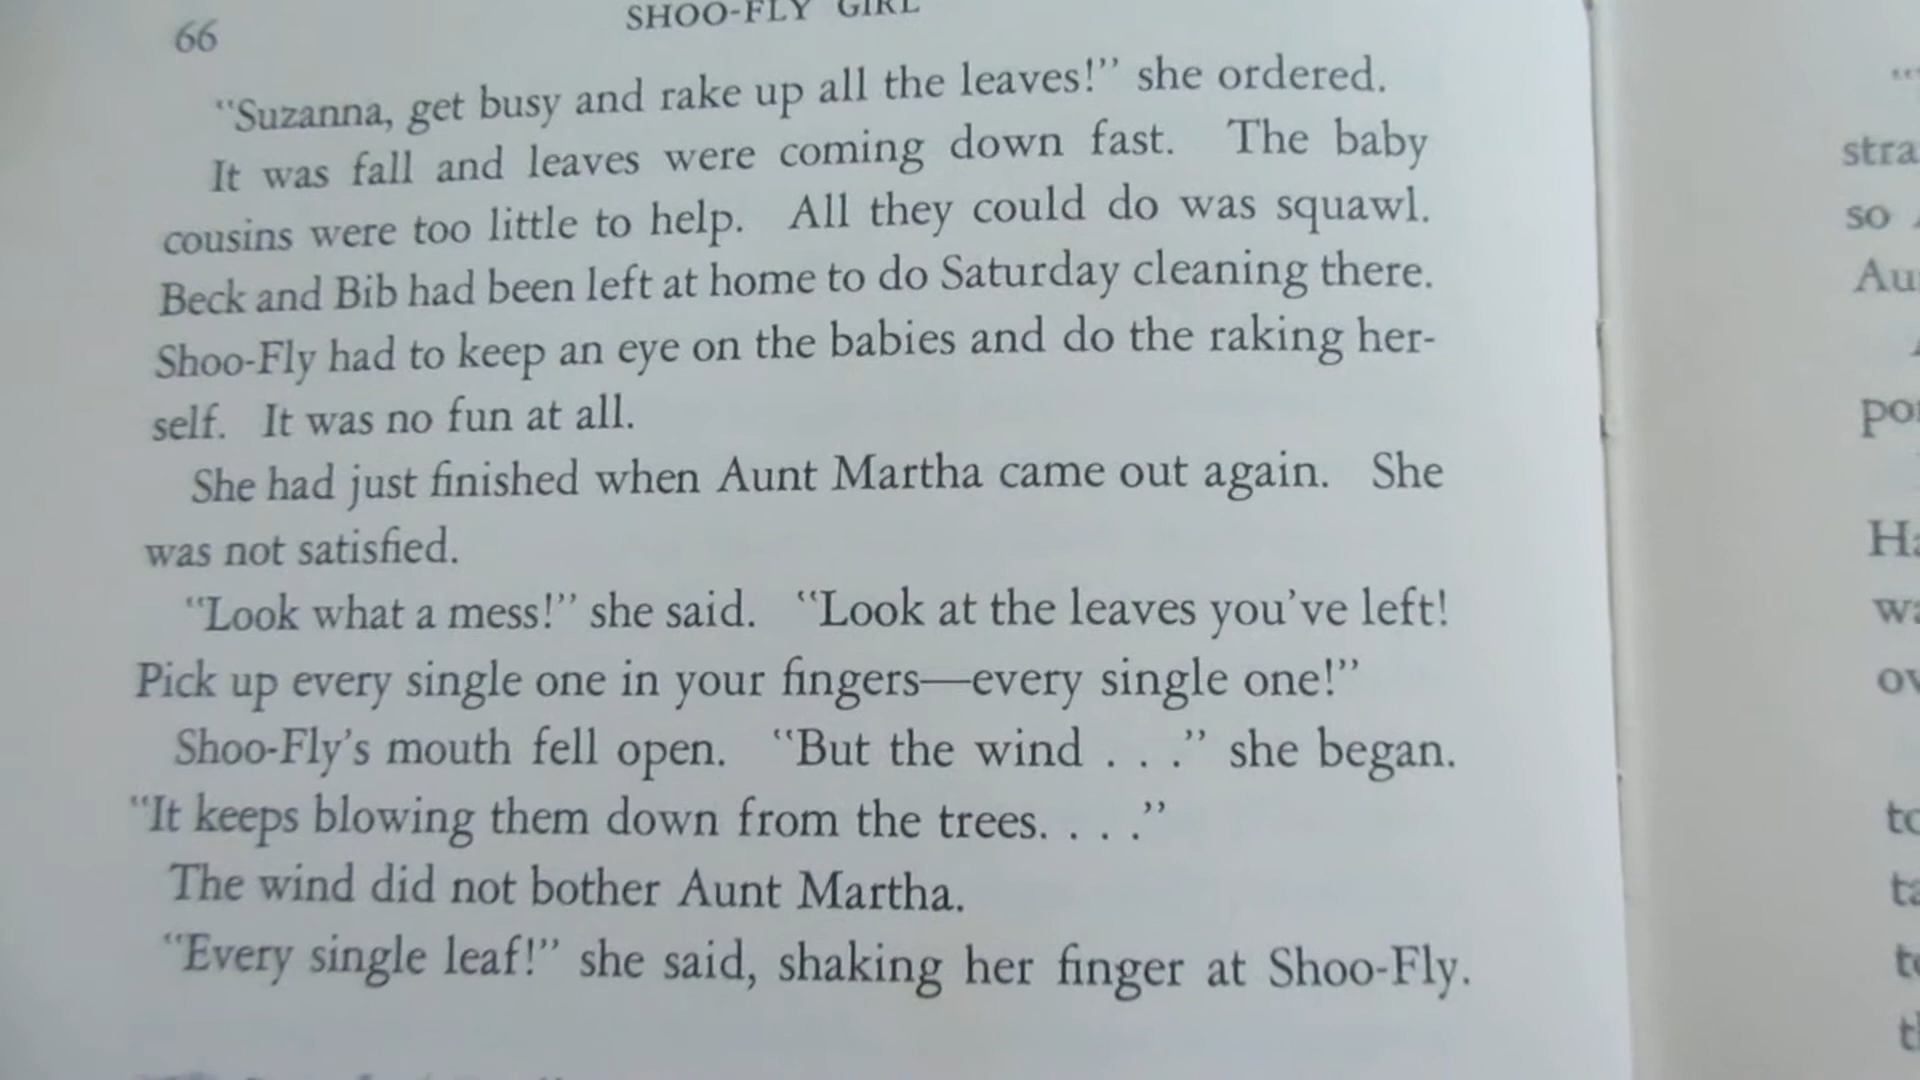 66 SHOO-FLY GIRL
"Suzanna, get busy and rake up all the leaves!" she ordered.
It was fall and leaves were coming down fast. The baby
cousins were too little to help. All they could do was squawl.
Beck and Bib had been left at home to do Saturday cleaning there.
Shoo-Fly had to keep an eye on the babies and do the raking her-
self. It was no fun at all.
She had just finished when Aunt Martha came out again. She
was not satisfied.
"Look what a mess!" she said. "Look at the leaves you've left!
Pick up every single one in your fingers—every single one!"
Shoo-Fly's mouth fell open. "But the wind . . ." she began.
"It keeps blowing them down from the trees. . . ."
The wind did not bother Aunt Martha.
"Every single leaf!" she said, shaking her finger at Shoo-Fly.
so